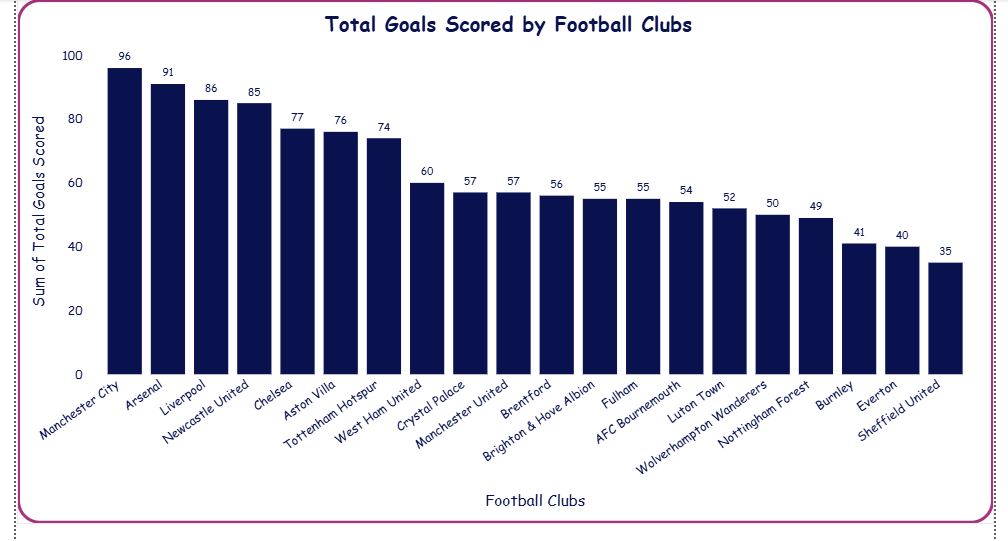 Total Goals Scored by Football Clubs
Sum of Total Goals Scored
100
80
60
40
20
0
96
91
86
85
77
76
74
60
57
57
56
55
55
54
52
50
49
41
40
35
Manchester City
Arsenal
Liverpool
Newcastle United
Chelsea
Aston Villa
Tottenham Hotspur
West Ham United
Crystal Palace
Manchester United
Brentford
Brighton & Hove Albion
Fulham
AFC Bournemouth
Luton Town
Wolverhampton Wanderers
Nottingham Forest
Burnley
Everton
Sheffield United
Football Clubs